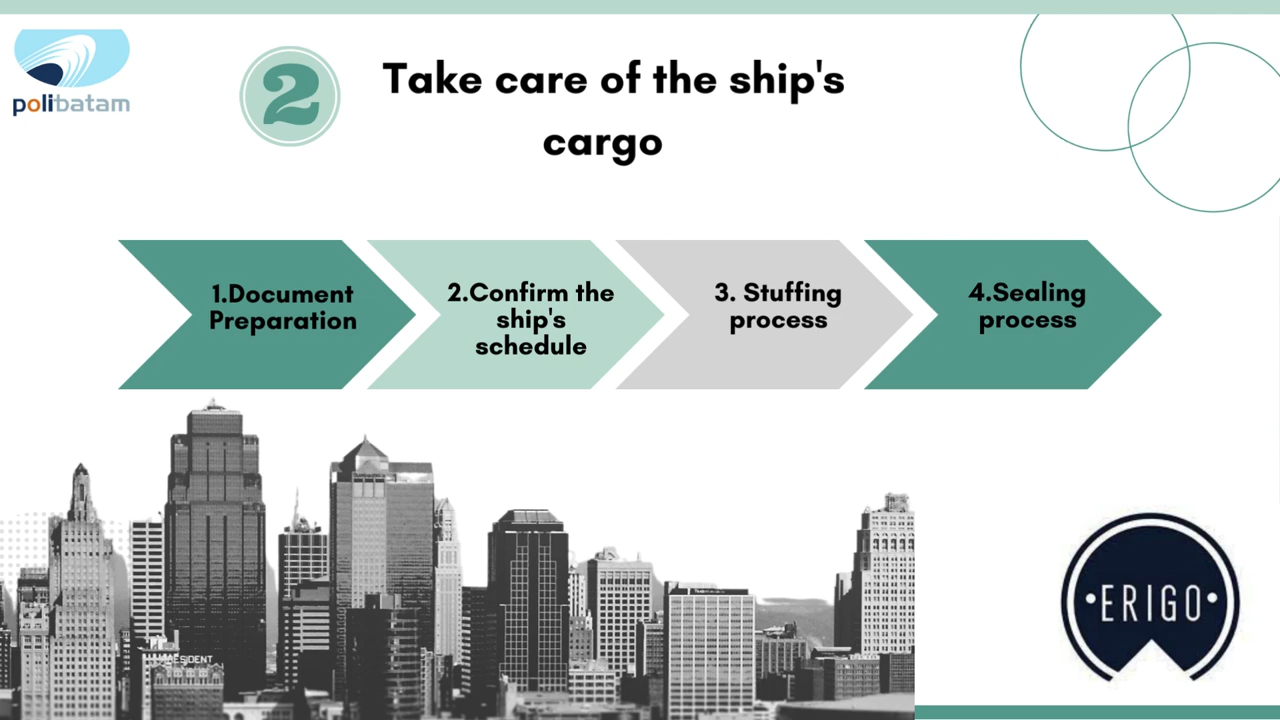 polibatam
2
Take care of the ship's
cargo
1.Document
Preparation
2.Confirm the
ship's
schedule
3. Stuffing
process
4.Sealing
process
PRESIDENT
•ERIGO•